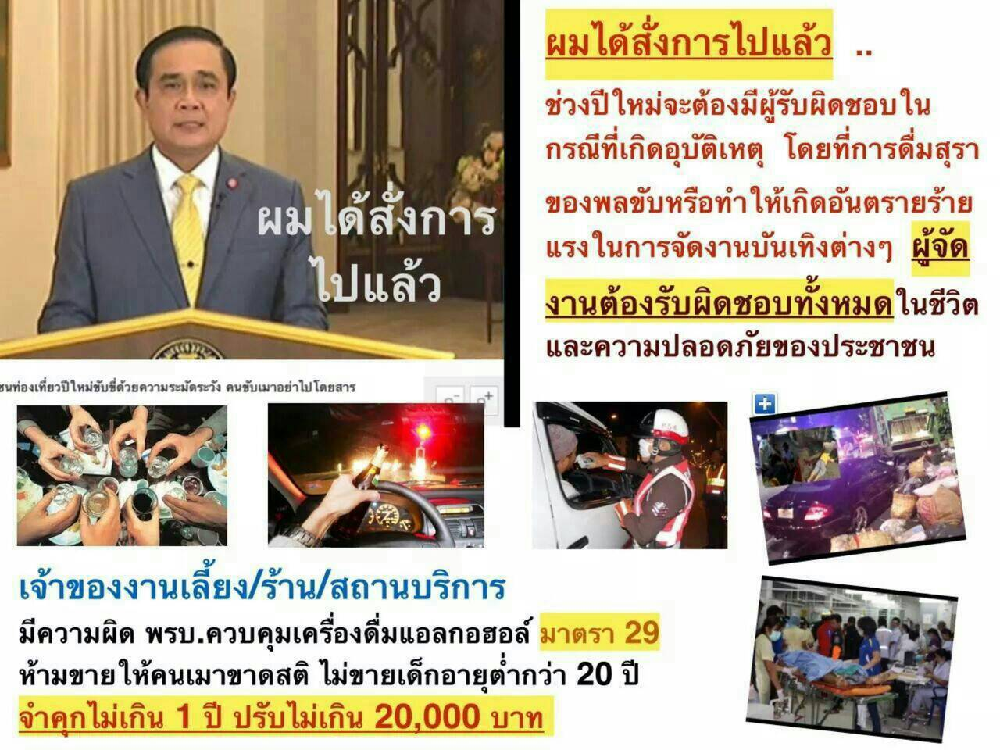 ผมได้สั่งการ
ไปแล้ว
ชนท่องเที่ยวปีใหม่ขับขี่ด้วยความระมัดระวัง คนขับเมาอย่าไปโดยสาร
ผมได้สั่งการไปแล้ว ..
ช่วงปีใหม่จะต้องมีผู้รับผิดชอบใน
กรณีที่เกิดอุบัติเหตุ โดยที่การดื่มสุรา
ของพลขับหรือทำให้เกิดอันตรายร้าย
แรงในการจัดงานบันเทิงต่างๆ ผู้จัด
งานต้องรับผิดชอบทั้งหมดในชีวิต
และความปลอดภัยของประชาชน
เจ้าของงานเลี้ยง/ร้าน/สถานบริการ
มีความผิด พรบ.ควบคุมเครื่องดื่มแอลกอฮอล์ มาตรา 29
ห้ามขายให้คนเมาขาดสติ ไม่ขายเด็กอายุต่ำกว่า 20 ปี
จำคุกไม่เกิน 1 ปี ปรับไม่เกิน 20,000 บาท